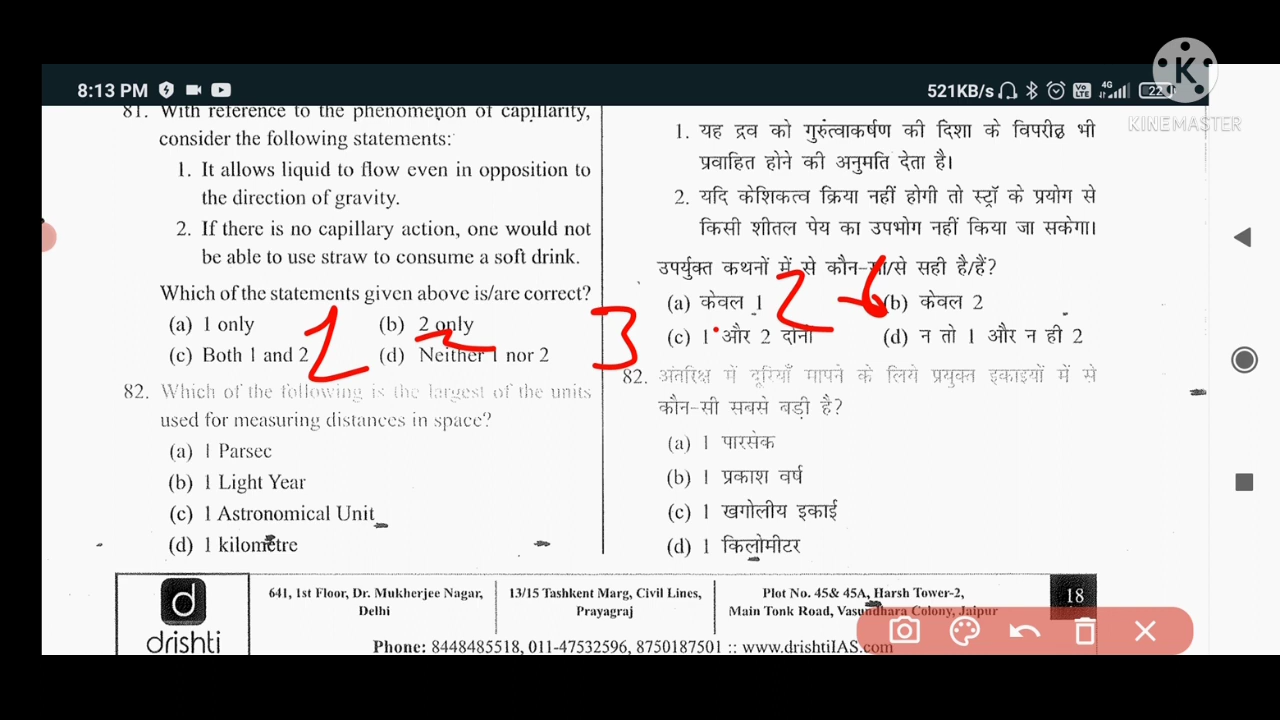 8:13 PM
521KB/s
Vo LTE
4G
22
K
KINEMASTER
81. With reference to the phenomenon of capillarity,
consider the following statements:
1. It allows liquid to flow even in opposition to
the direction of gravity.
2. If there is no capillary action, one would not
be able to use straw to consume a soft drink.
Which of the statements given above is/are correct?
(a) 1 only (b) 2 only
(c) Both 1 and 2 (d) Neither 1 nor 2
82. Which of the following is the largest of the units
used for measuring distances in space?
(a) 1 Parsec
(b) 1 Light Year
(c) 1 Astronomical Unit
(d) 1 kilometre
1. यह द्रव को गुरुत्वाकर्षण की दिशा के विपरीत भी
प्रवाहित होने की अनुमति देता है।
2. यदि केशिकत्व क्रिया नहीं होगी तो स्ट्रॉ के प्रयोग से
किसी शीतल पेय का उपभोग नहीं किया जा सकेगा।
उपर्युक्त कथनों में से कौन-सा/से सही है/हैं?
(a) केवल 1 (b) केवल 2
(c) 1 और 2 दोनों (d) न तो 1 और न ही 2
82. अंतरिक्ष में दूरियाँ मापने के लिये प्रयुक्त इकाइयों में से
कौन-सी सबसे बड़ी है?
(a) 1 पारसेक
(b) 1 प्रकाश वर्ष
(c) 1 खगोलीय इकाई
(d) 1 किलोमीटर
2 3 2
d
drishti
641, 1st Floor, Dr. Mukherjee Nagar,
Delhi
13/15 Tashkent Marg, Civil Lines,
Prayagraj
Plot No. 45& 45A, Harsh Tower-2,
Main Tonk Road, Vasundhara Colony, Jaipur
18
Phone: 8448485518, 011-47532596, 8750187501 :: www.drishtiIAS.com